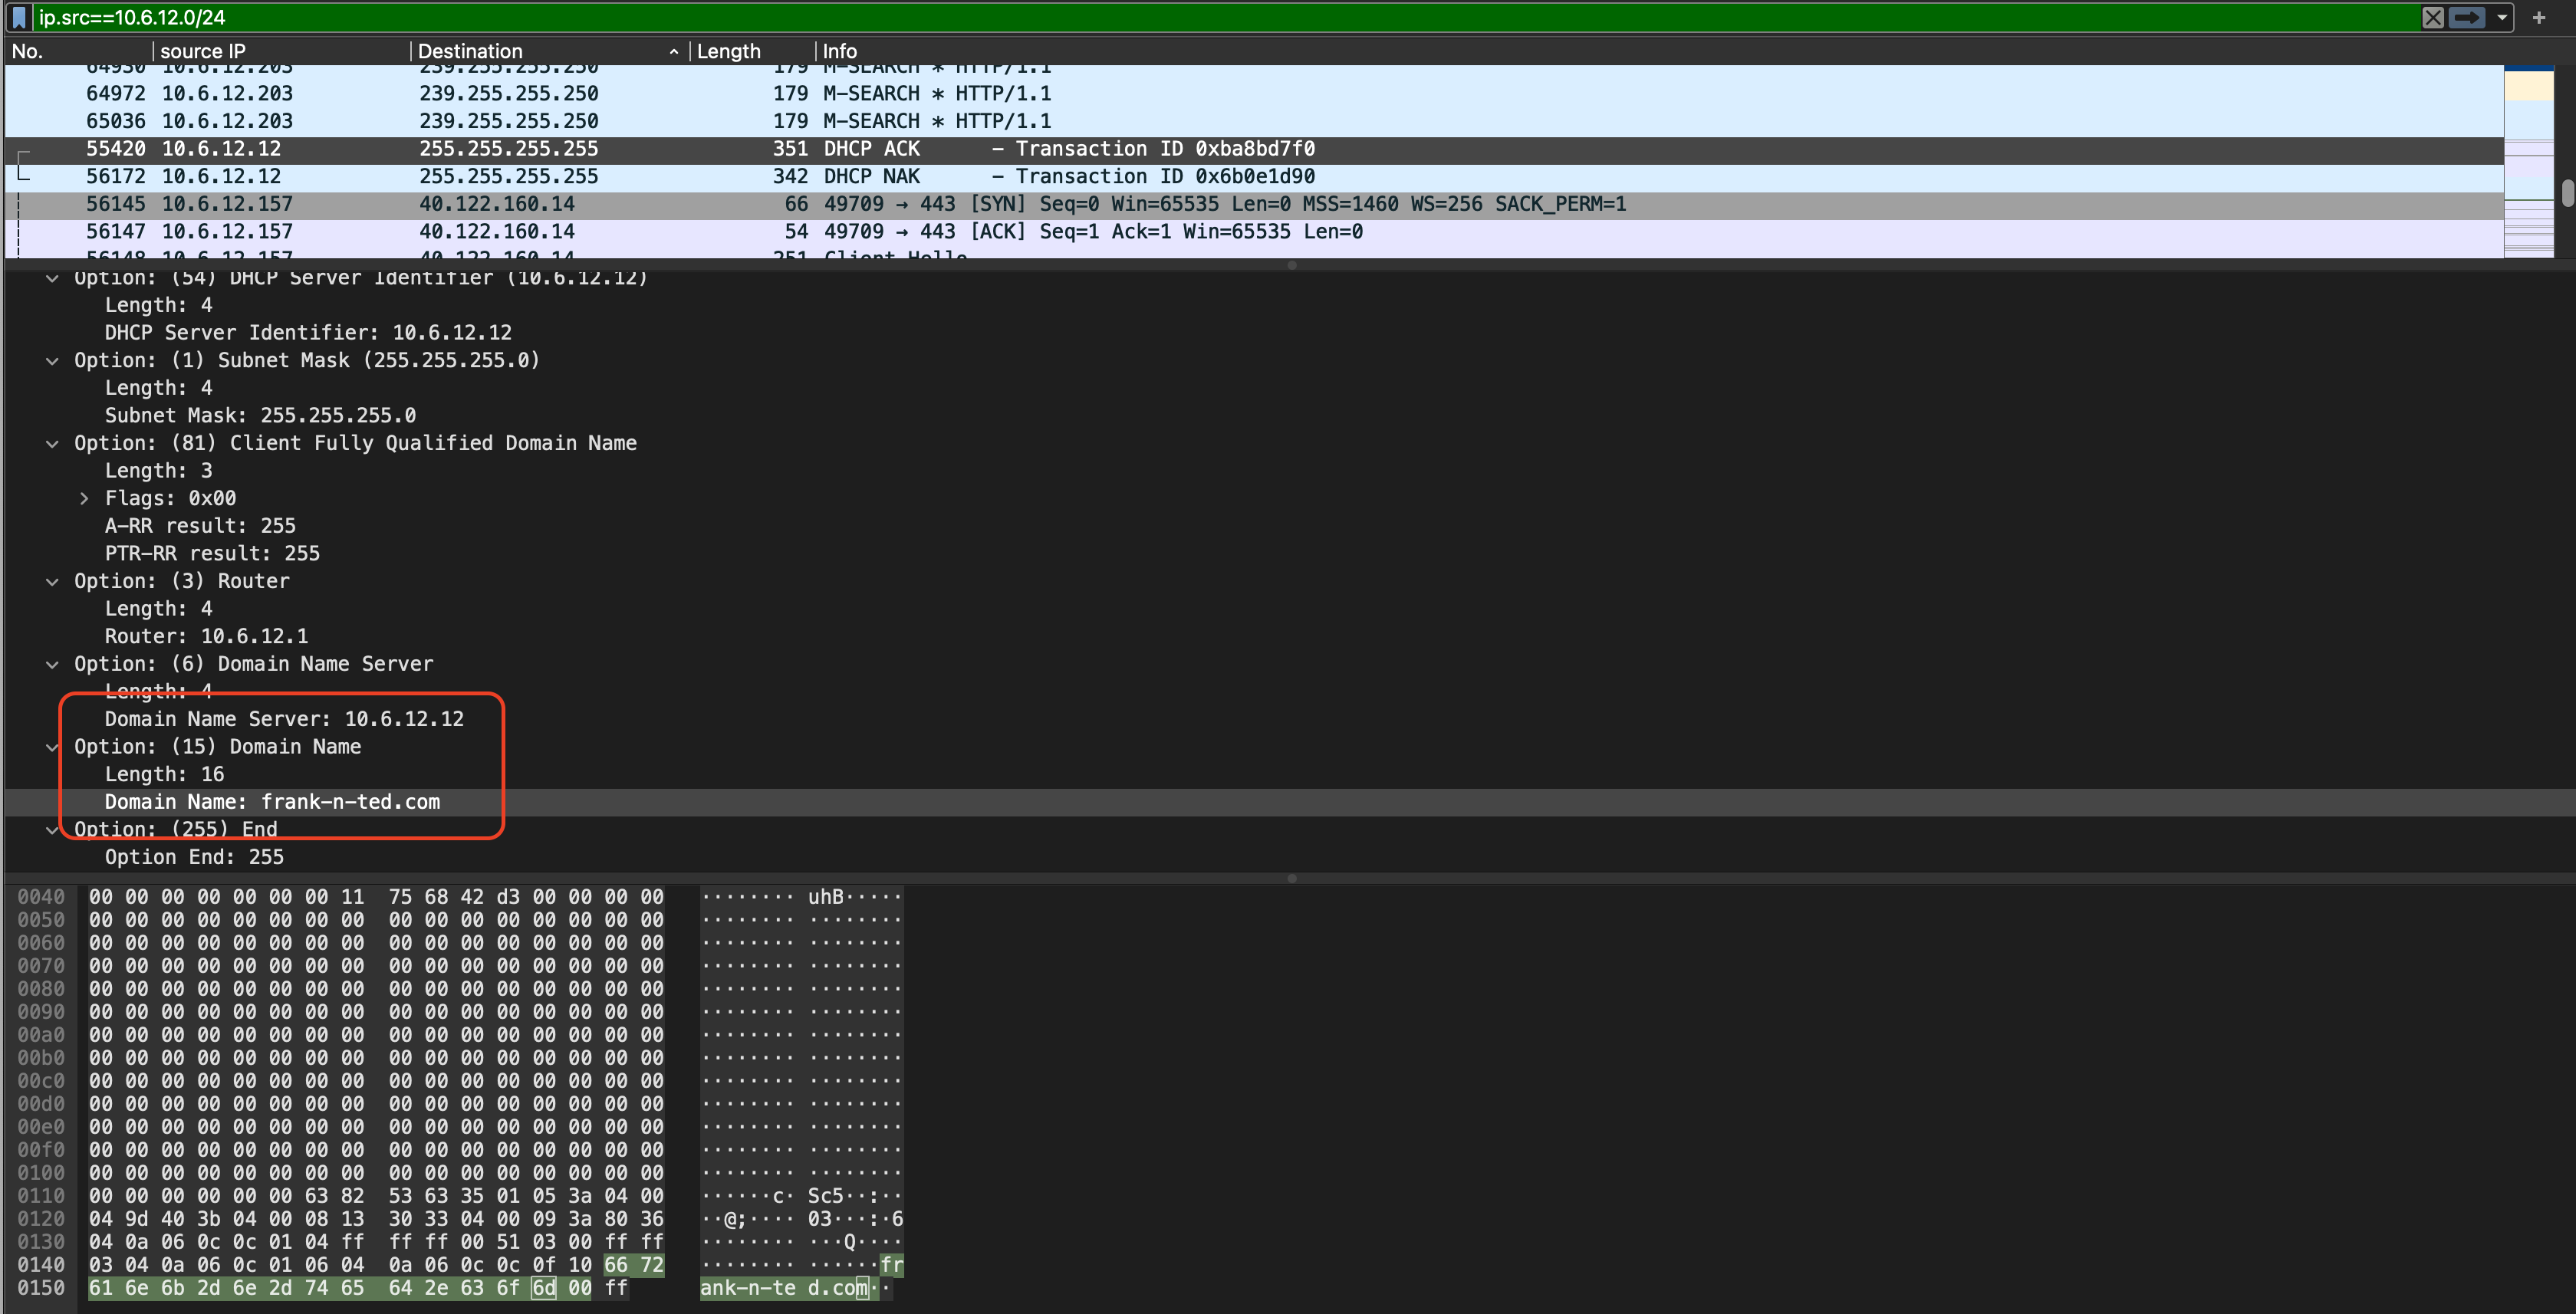 ip.src==10.6.12.0/24
No. source IP Destination Length Info
64930 10.6.12.203 239.255.255.250 179 M-SEARCH * HTTP/1.1
64972 10.6.12.203 239.255.255.250 179 M-SEARCH * HTTP/1.1
65036 10.6.12.203 239.255.255.250 179 M-SEARCH * HTTP/1.1
55420 10.6.12.12 255.255.255.255 351 DHCP ACK - Transaction ID 0xba8bd7f0
56172 10.6.12.12 255.255.255.255 342 DHCP NAK - Transaction ID 0x6b0e1d90
56145 10.6.12.157 40.122.160.14 66 49709 → 443 [SYN] Seq=0 Win=65535 Len=0 MSS=1460 WS=256 SACK_PERM=1
56147 10.6.12.157 40.122.160.14 54 49709 → 443 [ACK] Seq=1 Ack=1 Win=65535 Len=0
56148 10.6.12.157 40.122.160.14 251 Client Hello
Option: (54) DHCP Server Identifier (10.6.12.12)
Length: 4
DHCP Server Identifier: 10.6.12.12
Option: (1) Subnet Mask (255.255.255.0)
Length: 4
Subnet Mask: 255.255.255.0
Option: (81) Client Fully Qualified Domain Name
Length: 3
Flags: 0x00
A-RR result: 255
PTR-RR result: 255
Option: (3) Router
Length: 4
Router: 10.6.12.1
Option: (6) Domain Name Server
Length: 4
Domain Name Server: 10.6.12.12
Option: (15) Domain Name
Length: 16
Domain Name: frank-n-ted.com
Option: (255) End
Option End: 255
0040 00 00 00 00 00 00 00 11 75 68 42 d3 00 00 00 00 ········ uhB·····
0050 00 00 00 00 00 00 00 00 00 00 00 00 00 00 00 00 ········ ········
0060 00 00 00 00 00 00 00 00 00 00 00 00 00 00 00 00 ········ ········
0070 00 00 00 00 00 00 00 00 00 00 00 00 00 00 00 00 ········ ········
0080 00 00 00 00 00 00 00 00 00 00 00 00 00 00 00 00 ········ ········
0090 00 00 00 00 00 00 00 00 00 00 00 00 00 00 00 00 ········ ········
00a0 00 00 00 00 00 00 00 00 00 00 00 00 00 00 00 00 ········ ········
00b0 00 00 00 00 00 00 00 00 00 00 00 00 00 00 00 00 ········ ········
00c0 00 00 00 00 00 00 00 00 00 00 00 00 00 00 00 00 ········ ········
00d0 00 00 00 00 00 00 00 00 00 00 00 00 00 00 00 00 ········ ········
00e0 00 00 00 00 00 00 00 00 00 00 00 00 00 00 00 00 ········ ········
00f0 00 00 00 00 00 00 00 00 00 00 00 00 00 00 00 00 ········ ········
0100 00 00 00 00 00 00 00 00 00 00 00 00 00 00 00 00 ········ ········
0110 00 00 00 00 00 00 63 82 53 63 35 01 05 3a 04 00 ······c· Sc5··:··
0120 04 9d 40 3b 04 00 08 13 30 33 04 00 09 3a 80 36 ··@;···· 03···:·6
0130 04 0a 06 0c 0c 01 04 ff ff ff 00 51 03 00 ff ff ········ ···Q····
0140 03 04 0a 06 0c 01 06 04 0a 06 0c 0c 0f 10 66 72 ········ ······fr
0150 61 6e 6b 2d 6e 2d 74 65 64 2e 63 6f 6d 00 ff ank-n-te d.com··